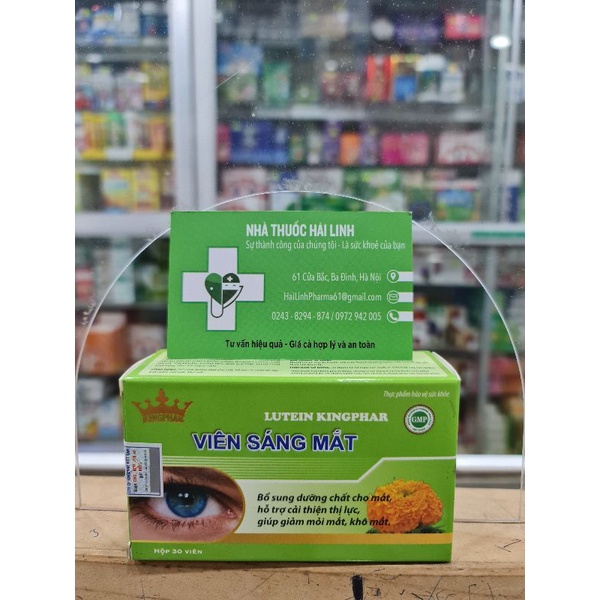 NHÀ THUỐC HẢI LINH
Sự thành công của chúng tôi - Là sức khoẻ của bạn
61 Cửa Bắc, Ba Đình, Hà Nội
HaiLinhPharma61@gmail.com
0243 - 8294 - 874 / 0972 942 005
Tư vấn hiệu quả - Giá cả hợp lý và an toàn
Thực phẩm bảo vệ sức khỏe
KINGPHAR
LUTEIN KINGPHAR
GMP
VIÊN SÁNG MẮT
Bổ sung dưỡng chất cho mắt,
hỗ trợ cải thiện thị lực,
giúp giảm mỏi mắt, khô mắt.
HỘP 30 VIÊN